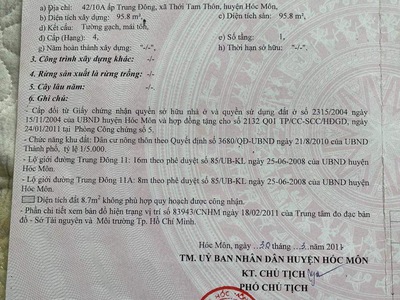 a) Địa chỉ: 42/10A ấp Trung Đông, xã Thới Tam Thôn, huyện Hóc Môn.
b) Diện tích xây dựng: 95.8 m², c) Diện tích sàn: 95.8 m²,
d) Kết cấu: Tường gạch, mái tôn,
đ) Cấp (Hạng): 4, e) Số tầng: 1,
g) Năm hoàn thành xây dựng: "-/-", h) Thời hạn sở hữu: "-/-".
3. Công trình xây dựng khác: "-/-".
4. Rừng sản xuất là rừng trồng: "-/-".
5. Cây lâu năm: "-/-".
6. Ghi chú:
- Cấp đổi từ Giấy chứng nhận quyền sở hữu nhà ở và quyền sử dụng đất ở số 2315/2004 ngày
15/11/2004 của UBND huyện Hóc Môn và hợp đồng tặng cho số 2132 Q01 TP/CC-SCC/HĐGD, ngày
24/01/2011 tại Phòng Công chứng số 5.
- Chức năng khu đất: Dân cư nông thôn theo Quyết định số 3680/QĐ-UBND ngày 21/8/2010 của UBND
Thành phố, tỷ lệ 1/5.000.
- Lộ giới đường Trung Đông 11: 16m theo phê duyệt số 85/UB-KL ngày 25-06-2008 của UBND huyện
Hóc Môn.
- Lộ giới đường Trung Đông 11A: 8m theo phê duyệt số 85/UB-KL ngày 25-06-2008 của UBND huyện
Hóc Môn.
Diện tích đất 8.7m² không phù hợp quy hoạch được công nhận.
- Phần chi tiết xem bản đồ hiện trạng vị trí số 83943/CNHM ngày 18/02/2011 của Trung tâm đo đạc bản
đồ - Sở Tài nguyên và Môi trường Tp. Hồ Chí Minh.
Hóc Môn, ngày 30
TM. UỶ BAN NHÂN DÂN HUYỆN HÓC MÔN
KT. CHỦ TỊCH
PHÓ CHỦ TỊCH